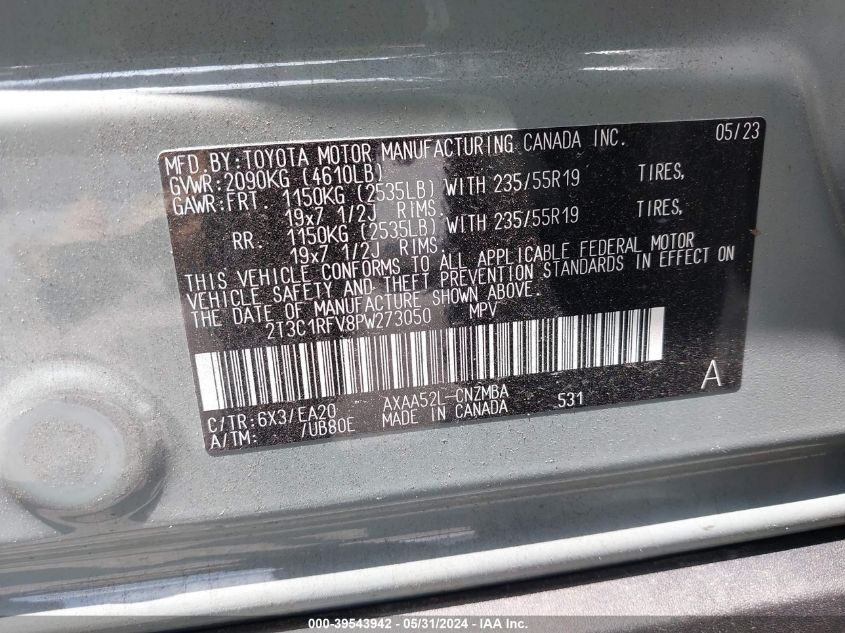 MFD BY:TOYOTA MOTOR MANUFACTURING CANADA INC. 05/23
GVWR:2090KG (4610LB)
GAWR:FRT 1150KG (2535LB) WITH 235/55R19 TIRES,
19x7 1/2J RIMS.
RR. 1150KG (2535LB) WITH 235/55R19 TIRES,
19x7 1/2J RIMS.
THIS VEHICLE CONFORMS TO ALL APPLICABLE FEDERAL MOTOR
VEHICLE SAFETY AND THEFT PREVENTION STANDARDS IN EFFECT ON
THE DATE OF MANUFACTURE SHOWN ABOVE.
2T3C1RFV8PW273050 MPV
A
C/TR:6X3/EA20 AXAA52L-CNZMBA 531
A/TM: /UB80E MADE IN CANADA
000-39543942 - 05/31/2024 - IAA Inc.